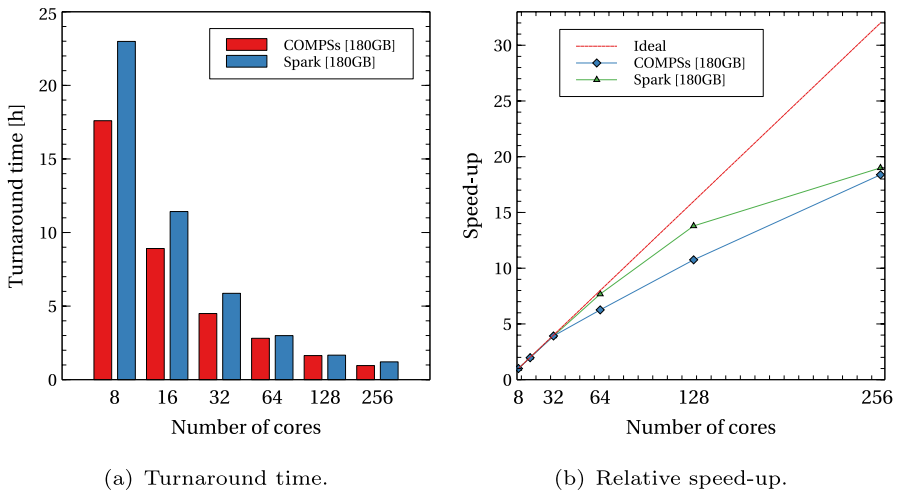 25
20
15
10
5
0
Turnaround time [h]
COMPSs [180GB]
Spark [180GB]
8 16 32 64 128 256
Number of cores
(a) Turnaround time.
30
25
20
15
10
5
0
Speed-up
Ideal
COMPSs [180GB]
Spark [180GB]
8 32 64 128 256
Number of cores
(b) Relative speed-up.